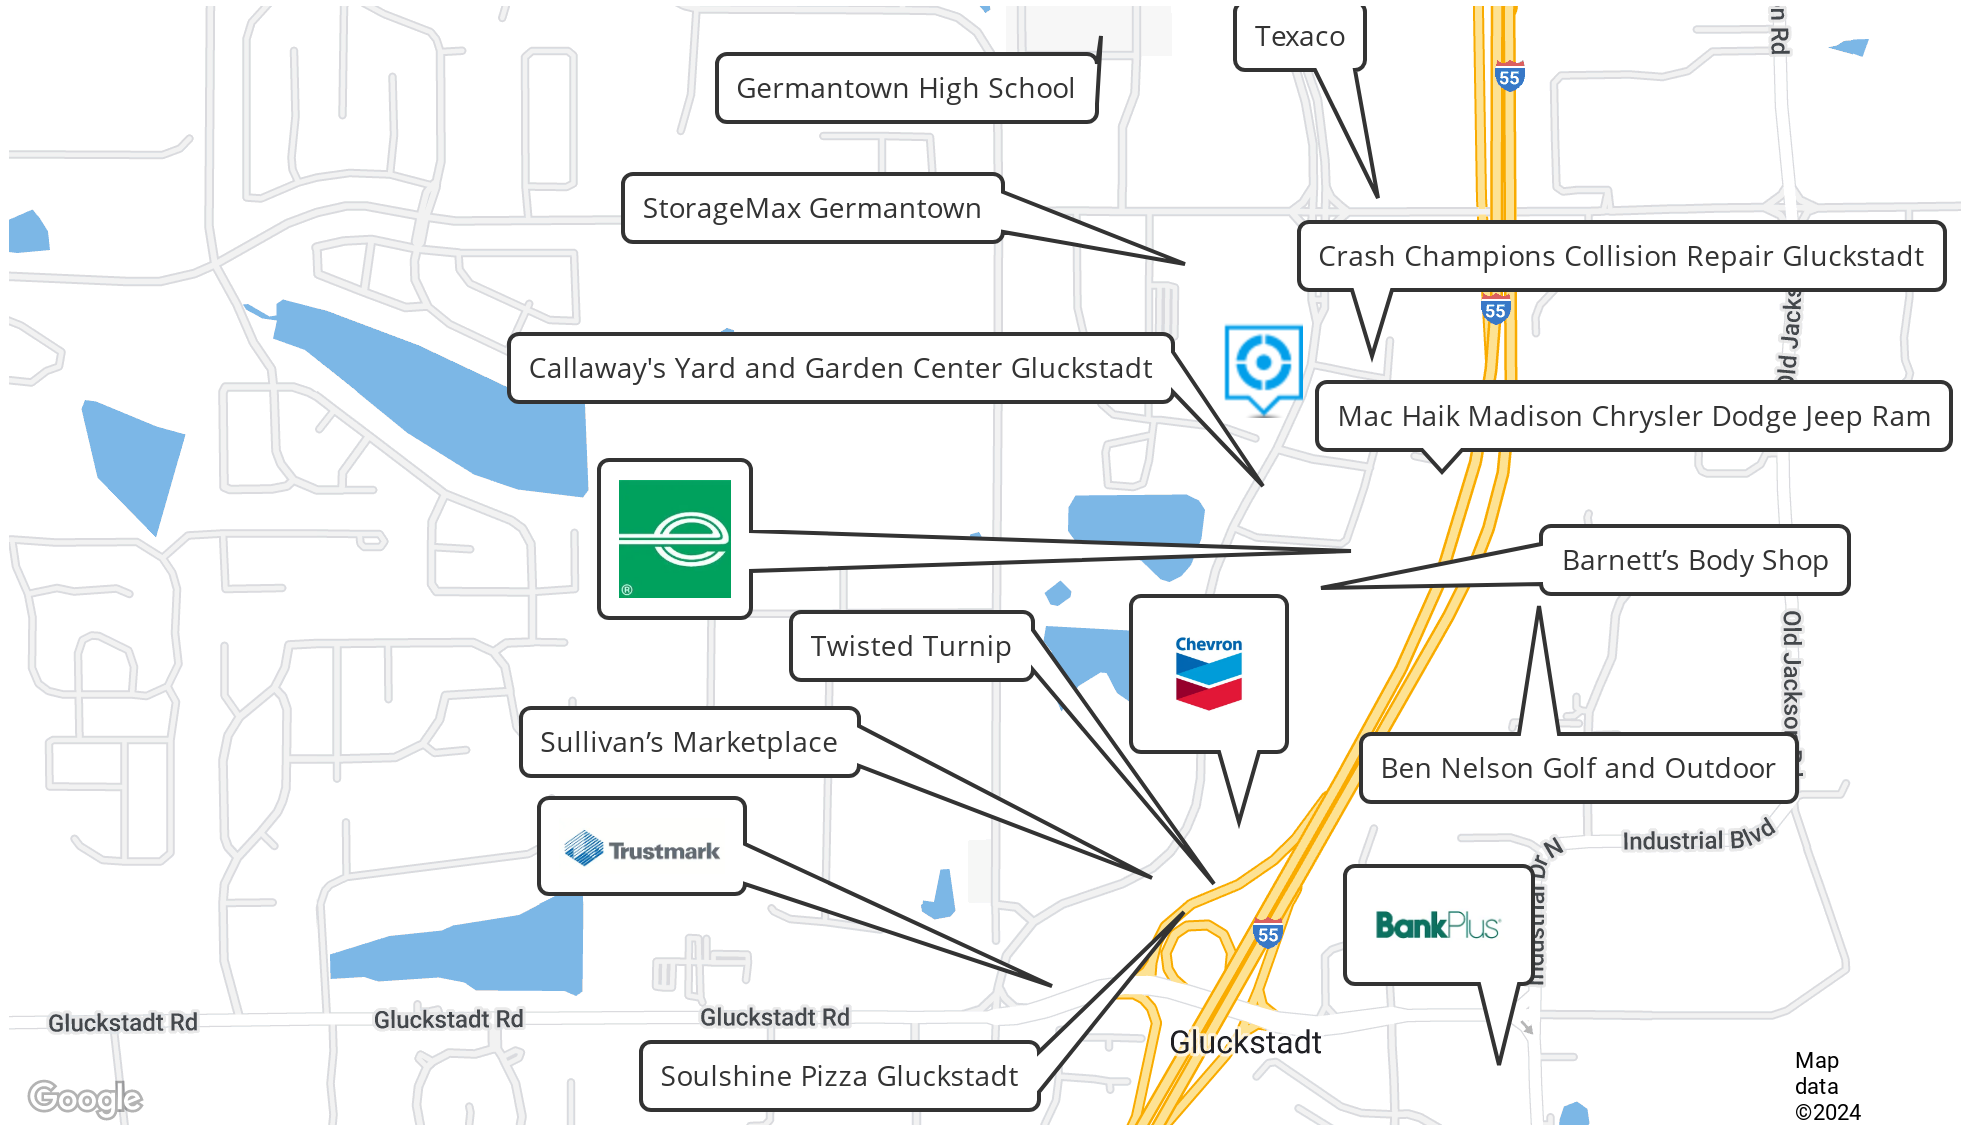 Texaco
n Rd
55
Germantown High School
StorageMax Germantown
Crash Champions Collision Repair Gluckstadt
55
Old Jacks
Callaway's Yard and Garden Center Gluckstadt
Mac Haik Madison Chrysler Dodge Jeep Ram
e
®
Barnett’s Body Shop
Twisted Turnip
Chevron
Old Jackson Rd
Sullivan’s Marketplace
Ben Nelson Golf and Outdoor
Trustmark
Industrial Blvd
Industrial Dr N
BankPlus
55
Gluckstadt Rd
Gluckstadt Rd
Gluckstadt Rd
Gluckstadt
Soulshine Pizza Gluckstadt
Google
Map
data
©2024